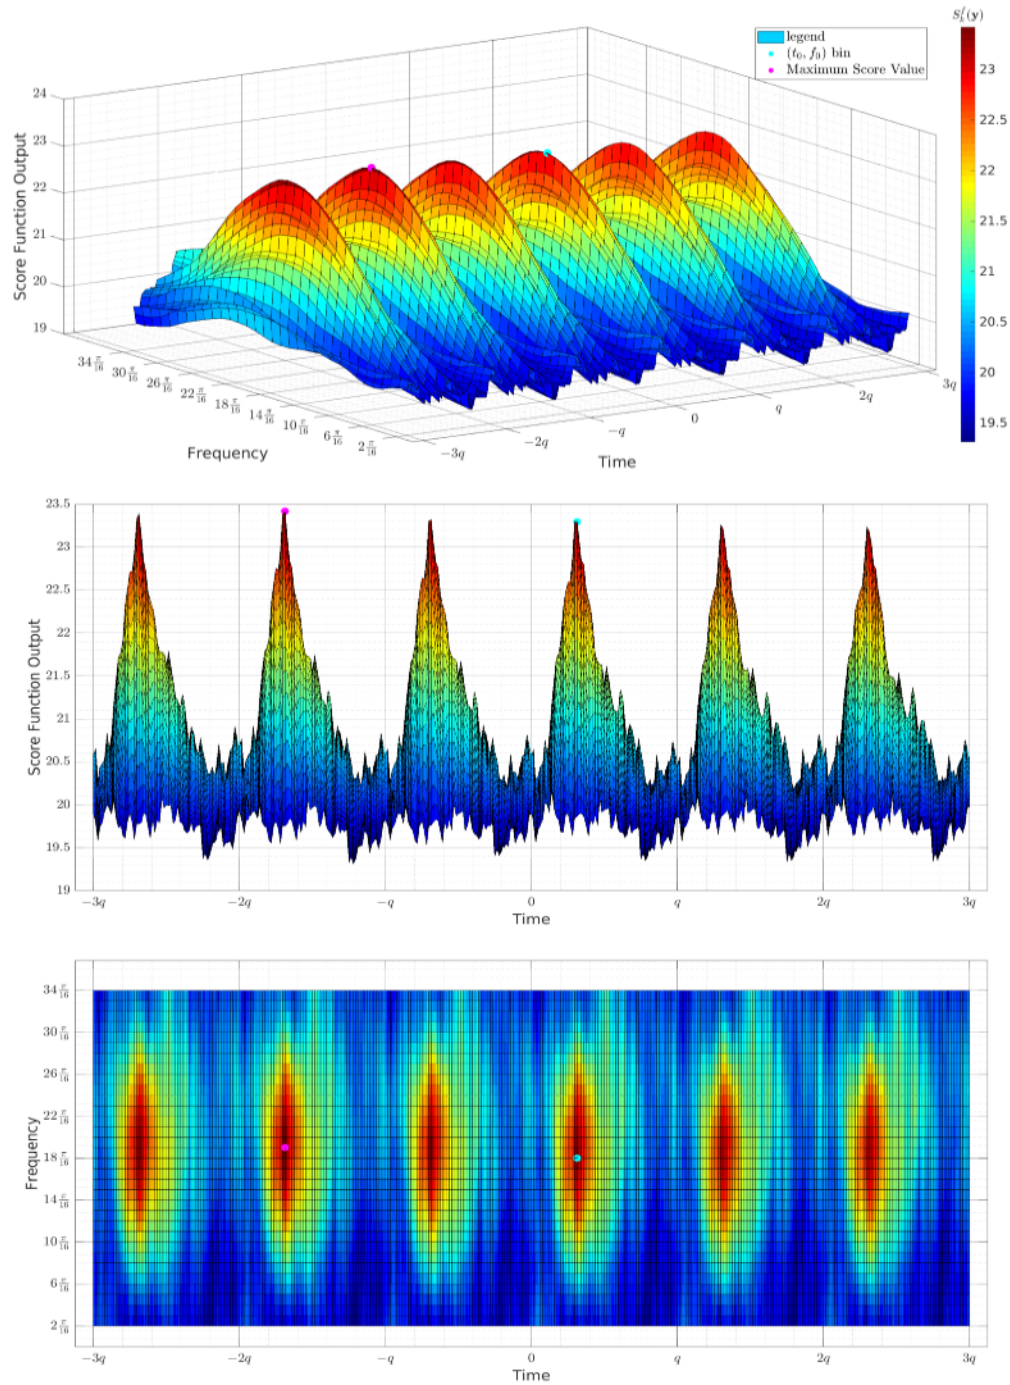 S_k^f(y)
legend
(t_0, f_0) bin
Maximum Score Value
24
23
22
21
20
19
Score Function Output
34 π/16
30 π/16
26 π/16
22 π/16
18 π/16
14 π/16
10 π/16
6 π/16
2 π/16
Frequency
−3q
−2q
−q
0
q
2q
3q
Time
23
22.5
22
21.5
21
20.5
20
19.5
23.5
23
22.5
22
21.5
21
20.5
20
19.5
19
Score Function Output
−3q −2q −q 0 q 2q 3q
Time
34 π/16
30 π/16
26 π/16
22 π/16
18 π/16
14 π/16
10 π/16
6 π/16
2 π/16
Frequency
−3q −2q −q 0 q 2q 3q
Time